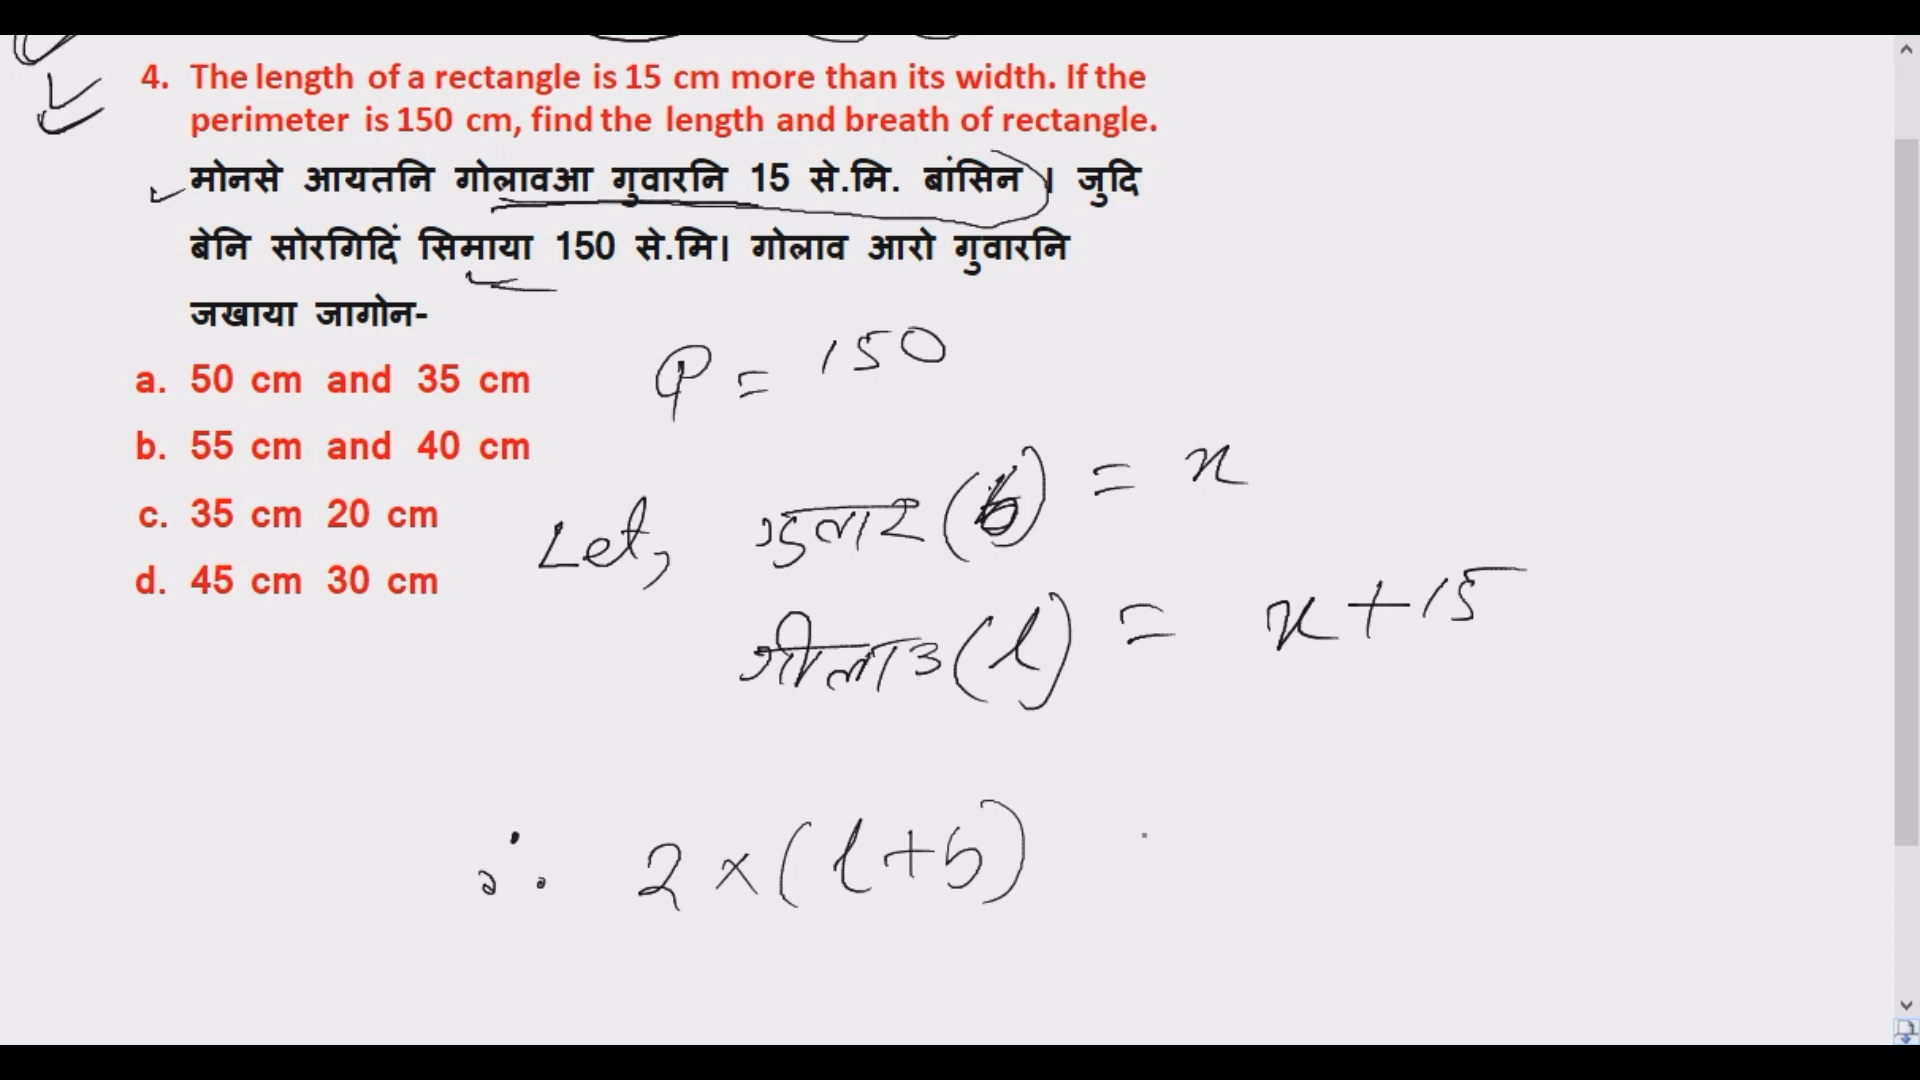 4. The length of a rectangle is 15 cm more than its width. If the
perimeter is 150 cm, find the length and breath of rectangle.
मोनसे आयतनि गोलावआ गुवारनि 15 से.मि. बांसिन । जुदि
बेनि सोरगिदिं सिमाया 150 से.मि। गोलाव आरो गुवारनि
जखाया जागोन-
a. 50 cm and 35 cm
b. 55 cm and 40 cm
c. 35 cm 20 cm
d. 45 cm 30 cm
P = 150
Let, गुवार (b) = x
गोलाउ (l) = x + 15
∴ 2 × (l + b)